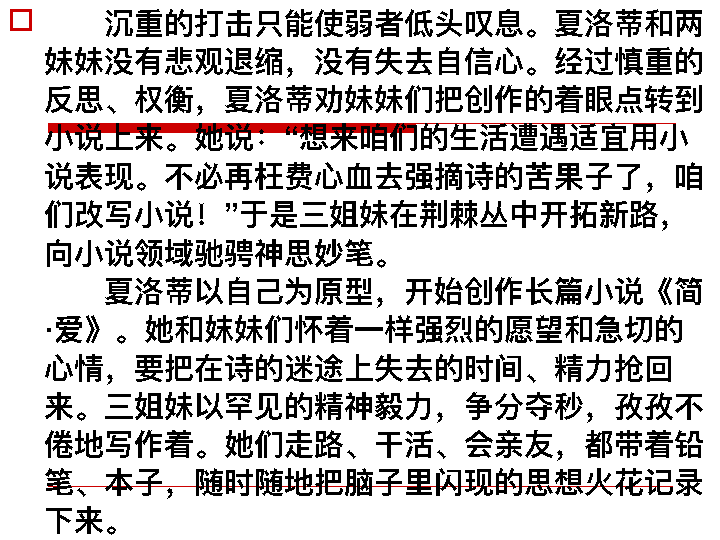 沉重的打击只能使弱者低头叹息。夏洛蒂和两
妹妹没有悲观退缩，没有失去自信心。经过慎重的
反思、权衡，夏洛蒂劝妹妹们把创作的着眼点转到
小说上来。她说：“想来咱们的生活遭遇适宜用小
说表现。不必再枉费心血去强摘诗的苦果子了，咱
们改写小说！”于是三姐妹在荆棘丛中开拓新路，
向小说领域驰骋神思妙笔。
夏洛蒂以自己为原型，开始创作长篇小说《简
·爱》。她和妹妹们怀着一样强烈的愿望和急切的
心情，要把在诗的迷途上失去的时间、精力抢回
来。三姐妹以罕见的精神毅力，争分夺秒，孜孜不
倦地写作着。她们走路、干活、会亲友，都带着铅
笔、本子，随时随地把脑子里闪现的思想火花记录
下来。